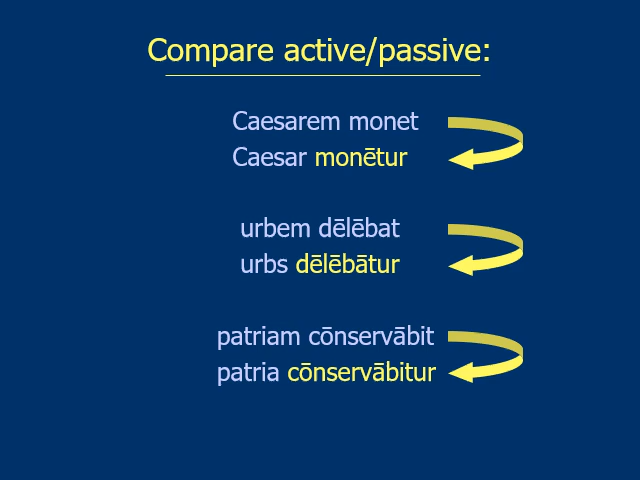 Compare active/passive:
Caesarem monet
Caesar monētur
urbem dēlēbat
urbs dēlēbātur
patriam cōnservābit
patria cōnservābitur